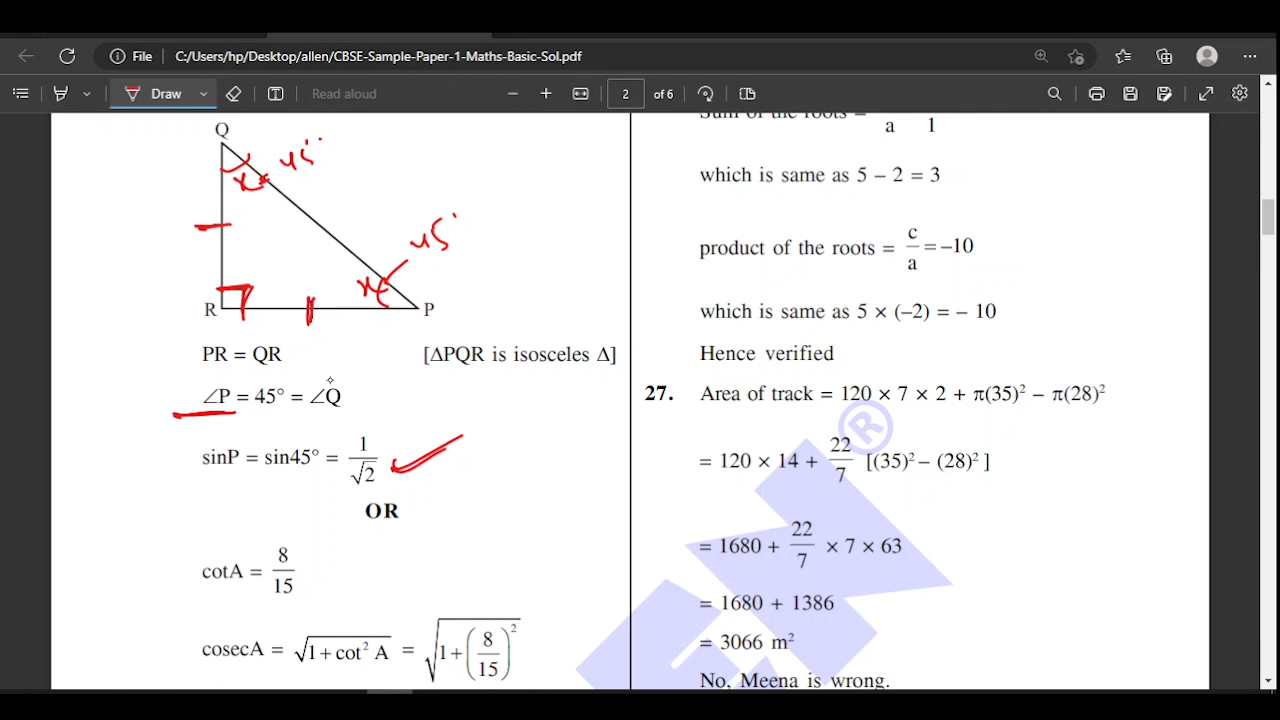 File C:/Users/hp/Desktop/allen/CBSE-Sample-Paper-1-Maths-Basic-Sol.pdf
Draw Read aloud 2 of 6
Q
45°
x
45°
x
R P
PR = QR [ΔPQR is isosceles Δ]
∠P = 45° = ∠Q
sinP = sin45° = 1/√2
OR
cotA = 8/15
cosecA = √(1 + cot² A) = √(1 + (8/15)²)
Sum of the roots =
a 1
which is same as 5 – 2 = 3
product of the roots = c/a = –10
which is same as 5 × (–2) = – 10
Hence verified
27. Area of track = 120 × 7 × 2 + π(35)² – π(28)²
= 120 × 14 + 22/7 [(35)² – (28)² ]
= 1680 + 22/7 × 7 × 63
= 1680 + 1386
= 3066 m²
No, Meena is wrong.
®